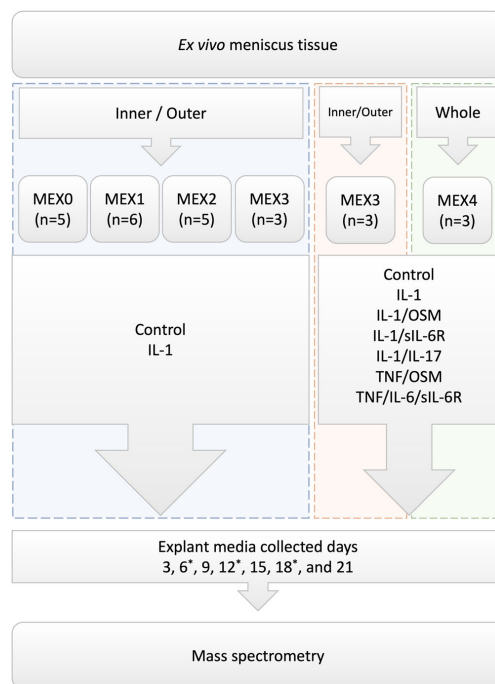 Ex vivo meniscus tissue
Inner / Outer
Inner/Outer
Whole
MEX0
(n=5)
MEX1
(n=6)
MEX2
(n=5)
MEX3
(n=3)
MEX3
(n=3)
MEX4
(n=3)
Control
IL-1
Control
IL-1
IL-1/OSM
IL-1/sIL-6R
IL-1/IL-17
TNF/OSM
TNF/IL-6/sIL-6R
Explant media collected days
3, 6*, 9, 12*, 15, 18*, and 21
Mass spectrometry